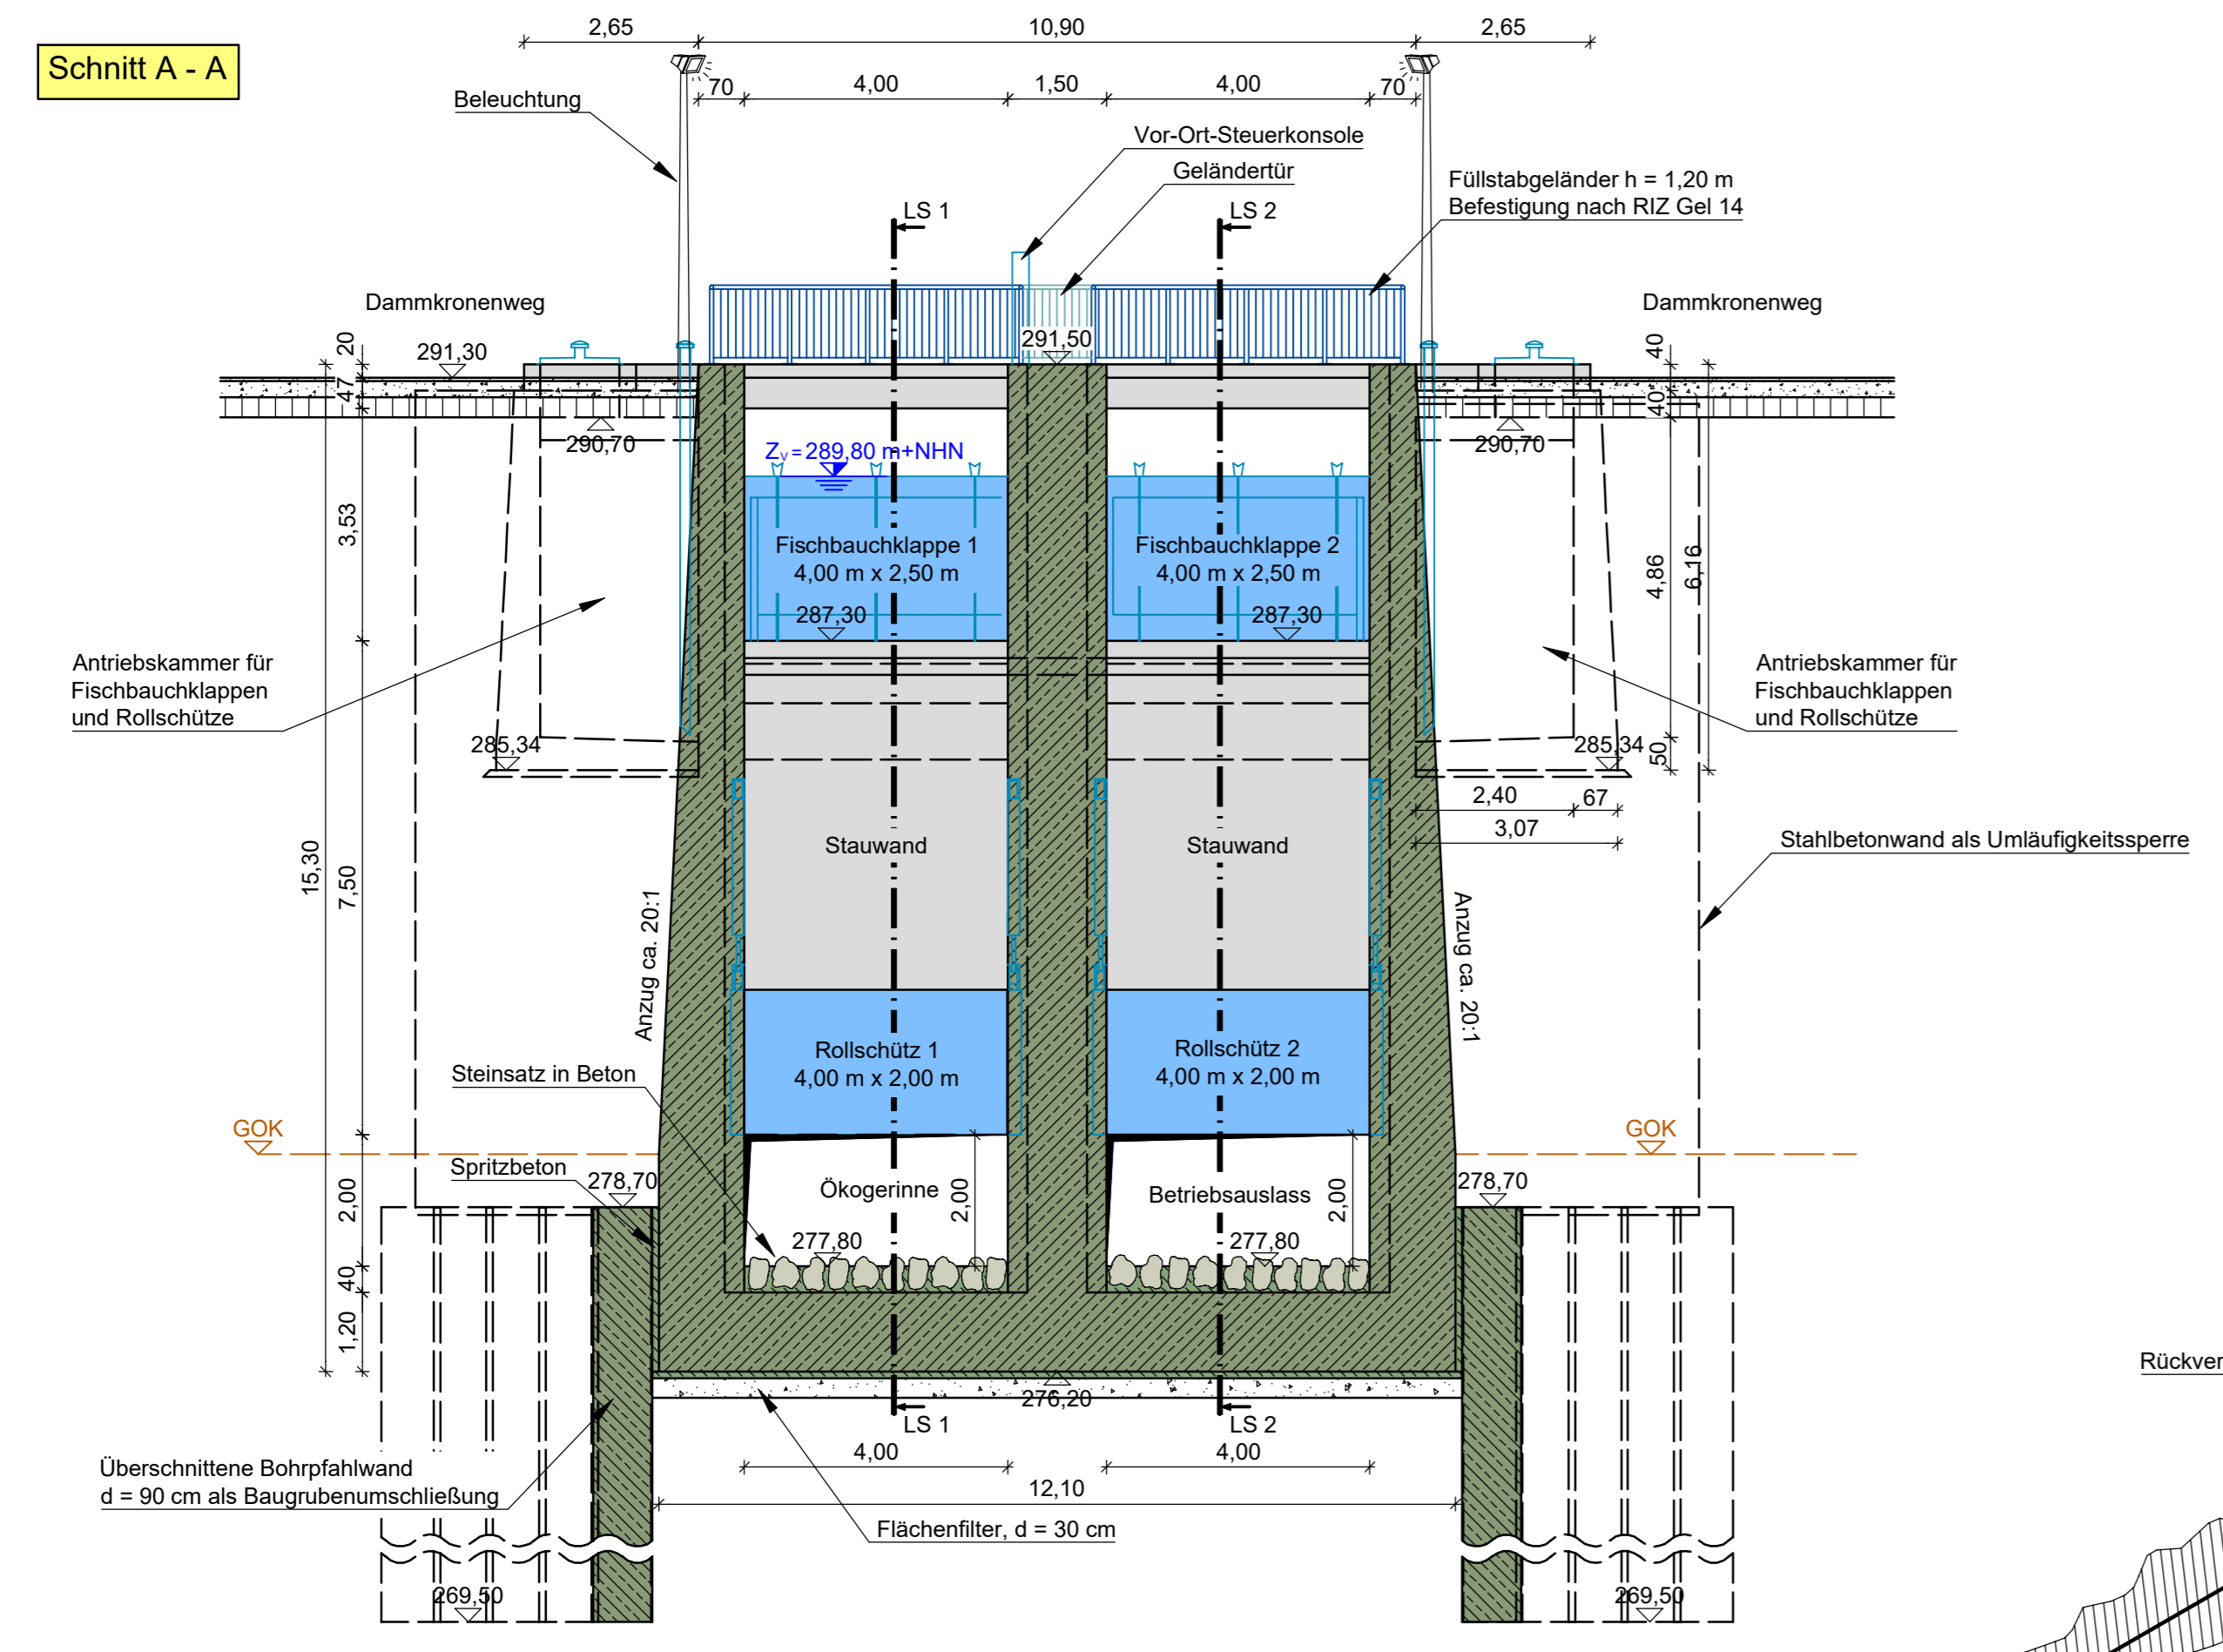 Schnitt A - A
2,65
10,90
2,65
70
4,00
1,50
4,00
70
Beleuchtung
Vor-Ort-Steuerkonsole
Geländertür
Füllstabgeländer h = 1,20 m
Befestigung nach RIZ Gel 14
LS 1
LS 2
Dammkronenweg
Dammkronenweg
291,30
291,50
20
47
3,53
7,50
15,30
2,00
40
1,20
40
40
4,86
6,16
50
290,70
290,70
Zv = 289,80 m+NHN
Fischbauchklappe 1
4,00 m x 2,50 m
Fischbauchklappe 2
4,00 m x 2,50 m
287,30
287,30
Antriebskammer für
Fischbauchklappen
und Rollschütze
Antriebskammer für
Fischbauchklappen
und Rollschütze
285,34
285,34
2,40
67
3,07
Stauwand
Stauwand
Stahlbetonwand als Umläufigkeitssperre
Anzug ca. 20:1
Anzug ca. 20:1
Rollschütz 1
4,00 m x 2,00 m
Rollschütz 2
4,00 m x 2,00 m
Steinsatz in Beton
GOK
GOK
Spritzbeton
278,70
278,70
Ökogerinne
2,00
Betriebsauslass
2,00
277,80
277,80
276,20
LS 1
LS 2
4,00
4,00
12,10
Überschnittene Bohrpfahlwand
d = 90 cm als Baugrubenumschließung
Flächenfilter, d = 30 cm
269,50
269,50
Rückver